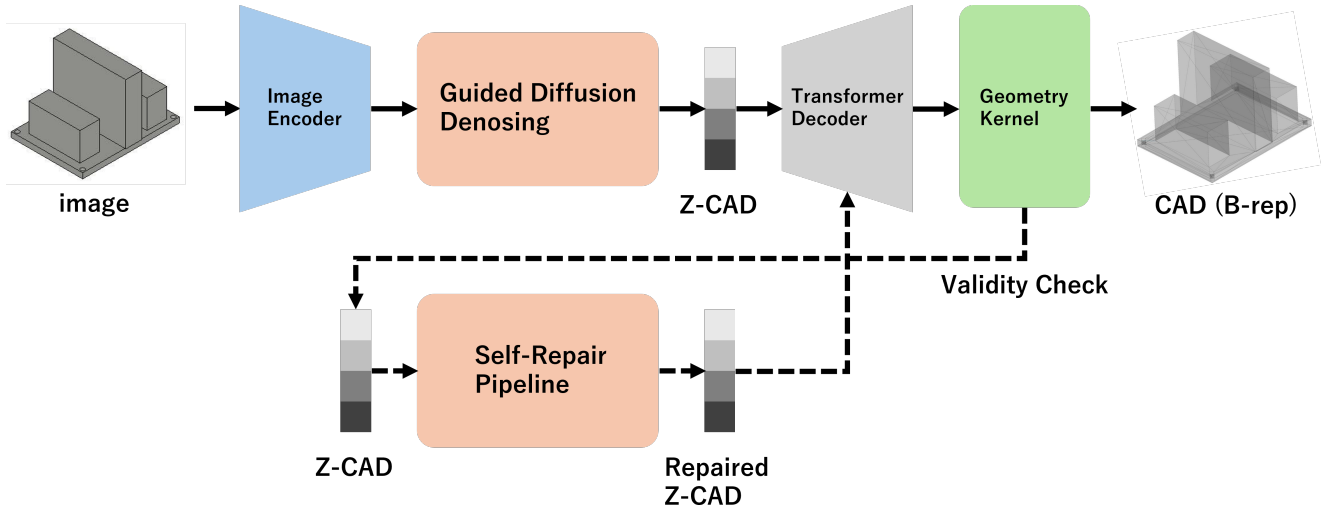 image
Image
Encoder
Guided Diffusion
Denosing
Z-CAD
Transformer
Decoder
Geometry
Kernel
CAD (B-rep)
Validity Check
Z-CAD
Self-Repair
Pipeline
Repaired
Z-CAD